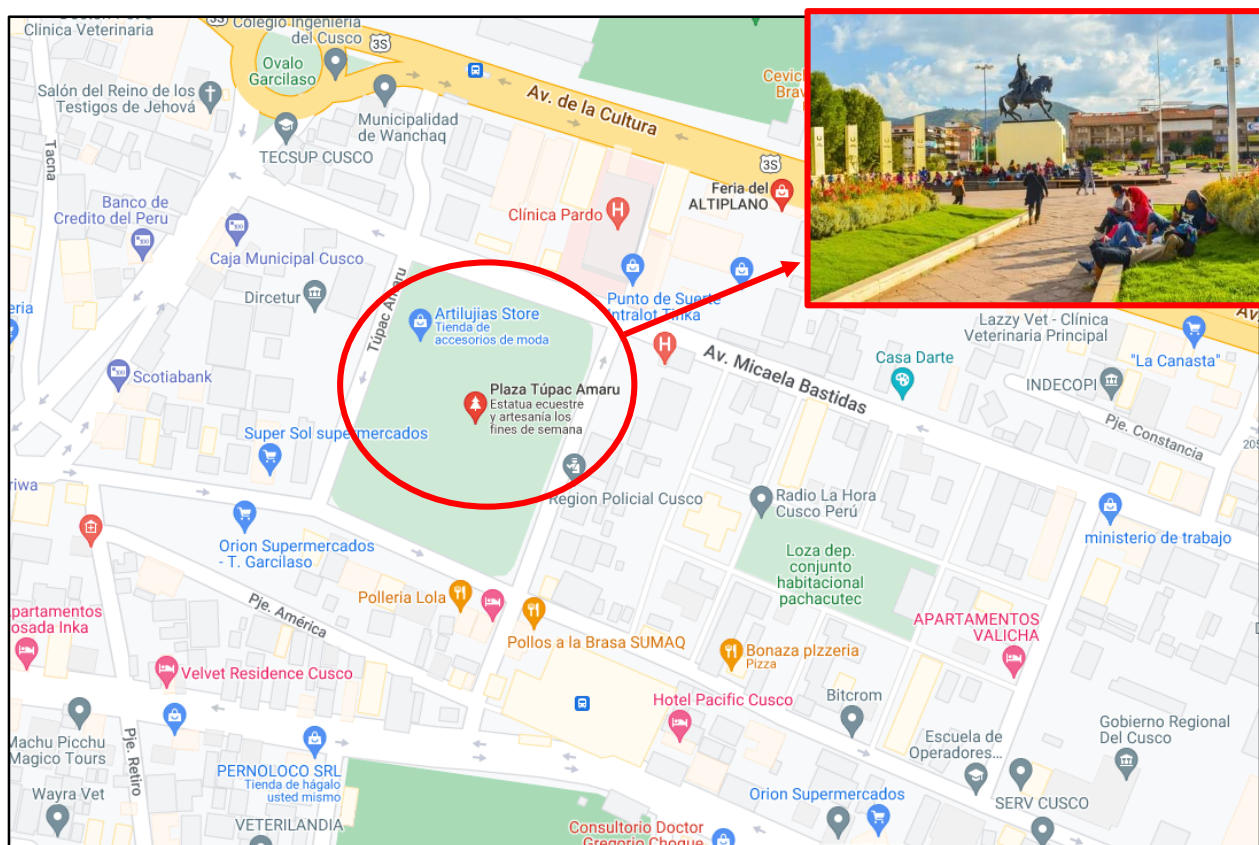 Clinica Veterinaria
Colegio Ingenieria
del Cusco
3S
Ovalo
Garcilaso
Salón del Reino de los
Testigos de Jehová
Municipalidad
de Wanchaq
Av. de la Cultura
TECSUP CUSCO
Tacna
3S
Feria del
ALTIPLANO
Banco de
Credito del Peru
Clínica Pardo
Caja Municipal Cusco
Dircetur
Túpac Amaru
Artilujias Store
Tienda de
accesorios de moda
Punto de Suerte
Intralot Tinka
Lazzy Vet - Clínica
Veterinaria Principal
"La Canasta"
Casa Darte
Av. Micaela Bastidas
INDECOPI
Scotiabank
Plaza Túpac Amaru
Estatua ecuestre
y artesanía los
fines de semana
Pje. Constancia
Super Sol supermercados
Region Policial Cusco
Radio La Hora
Cusco Perú
ministerio de trabajo
Orion Supermercados
- T. Garcilaso
Loza dep.
conjunto
habitacional
pachacutec
Pje. América
Polleria Lola
APARTAMENTOS
VALICHA
Pollos a la Brasa SUMAQ
Bonaza plzzeria
Pizza
Velvet Residence Cusco
Hotel Pacific Cusco
Bitcrom
Gobierno Regional
Del Cusco
Machu Picchu
Magico Tours
Pje. Retiro
Escuela de
Operadores...
PERNOLOCO SRL
Tienda de hágalo
usted mismo
Wayra Vet
Orion Supermercados
SERV CUSCO
VETERILANDIA
Consultorio Doctor
Gregorio Choque